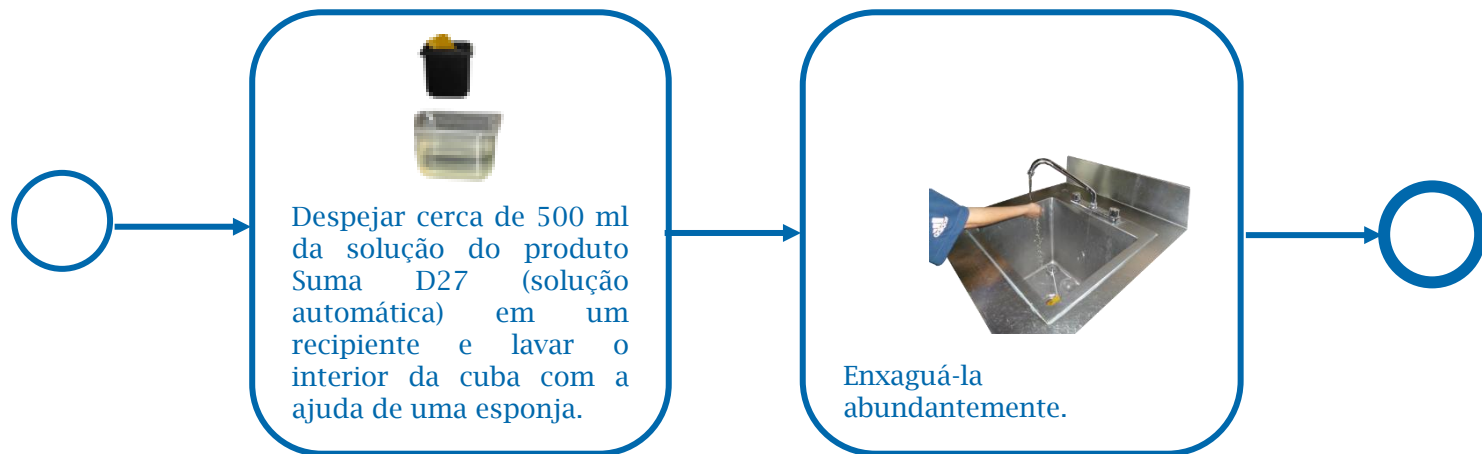 Despejar cerca de 500 ml
da solução do produto
Suma D27 (solução
automática) em um
recipiente e lavar o
interior da cuba com a
ajuda de uma esponja.
Enxaguá-la
abundantemente.